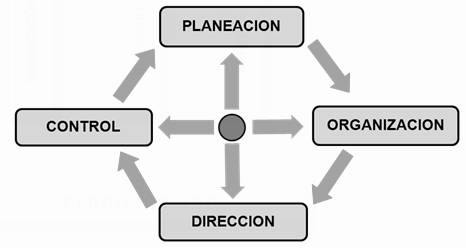 PLANEACION
CONTROL
ORGANIZACION
DIRECCION